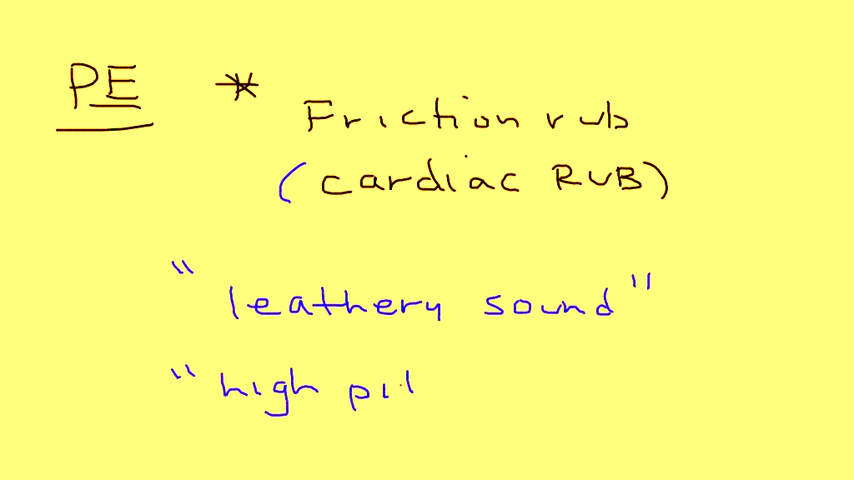 PE * Friction rub
(cardiac RUB)
"leathery sound"
"high